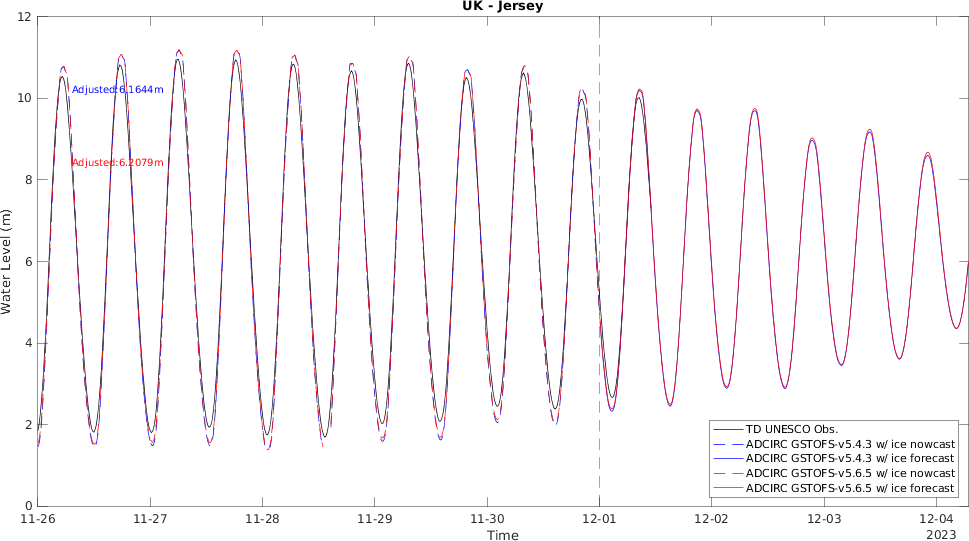 UK - Jersey
12
10
8
6
4
2
0
Water Level (m)
Adjusted:6.1644m
Adjusted:6.2079m
TD UNESCO Obs.
ADCIRC GSTOFS-v5.4.3 w/ ice nowcast
ADCIRC GSTOFS-v5.4.3 w/ ice forecast
ADCIRC GSTOFS-v5.6.5 w/ ice nowcast
ADCIRC GSTOFS-v5.6.5 w/ ice forecast
11-26 11-27 11-28 11-29 11-30 12-01 12-02 12-03 12-04
Time
2023